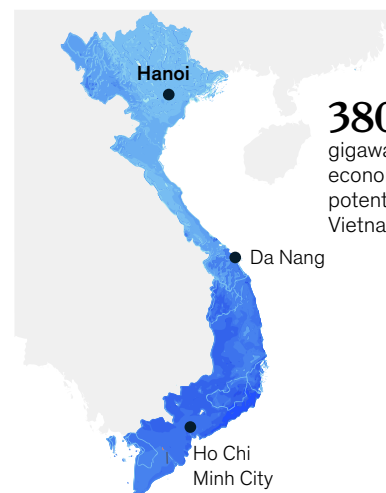 Hanoi
380
gigawa
econo
potent
Vietna
Da Nang
Ho Chi
Minh City